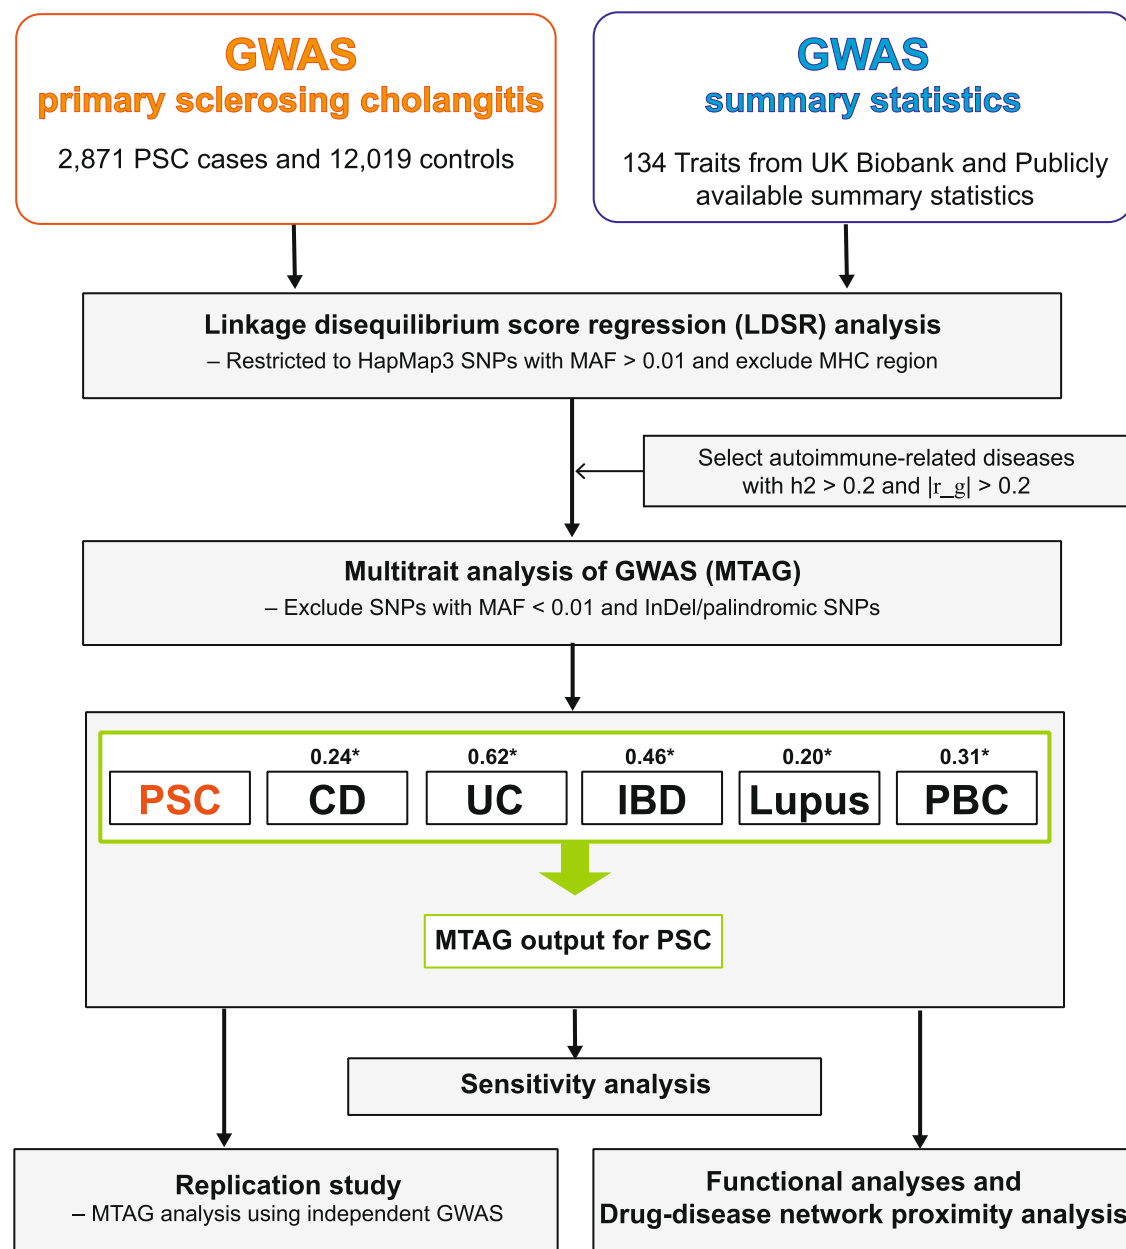 GWAS
primary sclerosing cholangitis
2,871 PSC cases and 12,019 controls
GWAS
summary statistics
134 Traits from UK Biobank and Publicly
available summary statistics
Linkage disequilibrium score regression (LDSR) analysis
– Restricted to HapMap3 SNPs with MAF > 0.01 and exclude MHC region
Select autoimmune-related diseases
with h2 > 0.2 and |r_g| > 0.2
Multitrait analysis of GWAS (MTAG)
– Exclude SNPs with MAF < 0.01 and InDel/palindromic SNPs
0.24* 0.62* 0.46* 0.20* 0.31*
PSC CD UC IBD Lupus PBC
MTAG output for PSC
Sensitivity analysis
Replication study
– MTAG analysis using independent GWAS
Functional analyses and
Drug-disease network proximity analysis